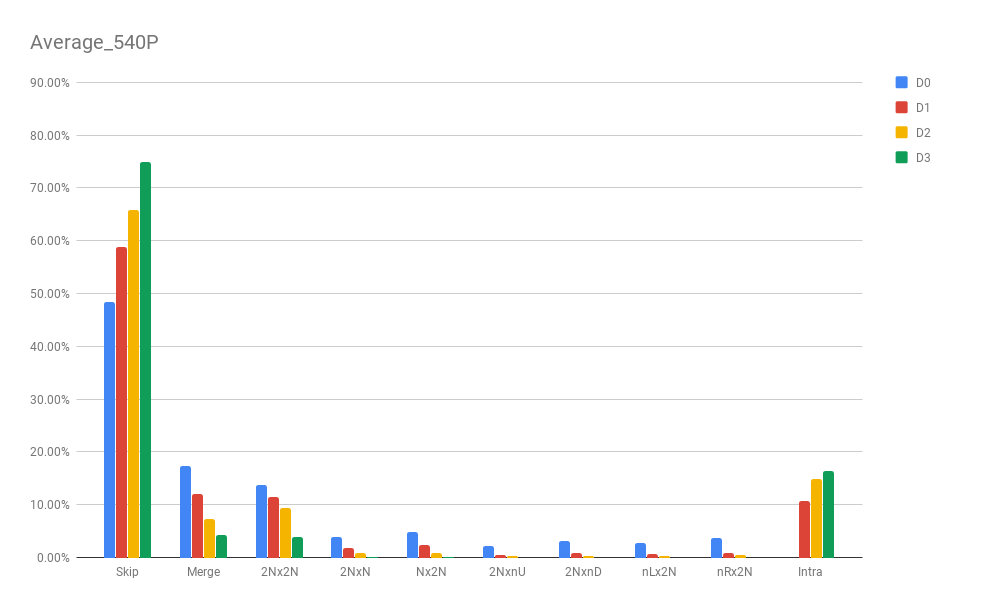 Average_540P
90.00%
80.00%
70.00%
60.00%
50.00%
40.00%
30.00%
20.00%
10.00%
0.00%
Skip Merge 2Nx2N 2NxN Nx2N 2NxnU 2NxnD nLx2N nRx2N Intra
D0
D1
D2
D3